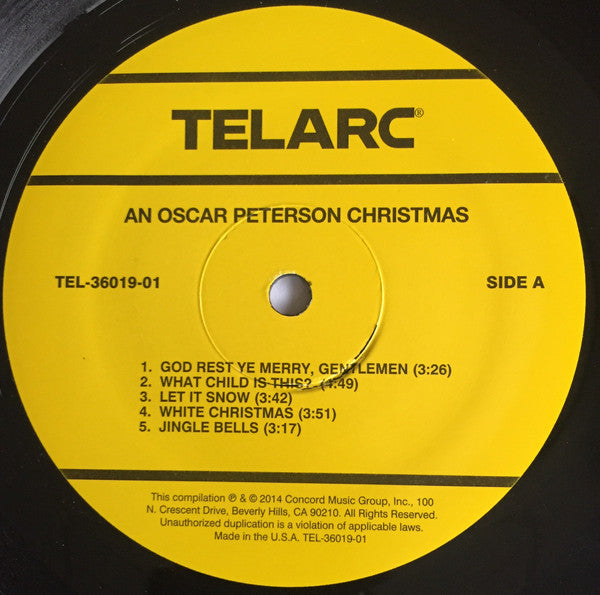 TELARC®
AN OSCAR PETERSON CHRISTMAS
TEL-36019-01 SIDE A
1. GOD REST YE MERRY, GENTLEMEN (3:26)
2. WHAT CHILD IS THIS? (4:49)
3. LET IT SNOW (3:42)
4. WHITE CHRISTMAS (3:51)
5. JINGLE BELLS (3:17)
This compilation ℗ & © 2014 Concord Music Group, Inc., 100
N. Crescent Drive, Beverly Hills, CA 90210. All Rights Reserved.
Unauthorized duplication is a violation of applicable laws.
Made in the U.S.A. TEL-36019-01